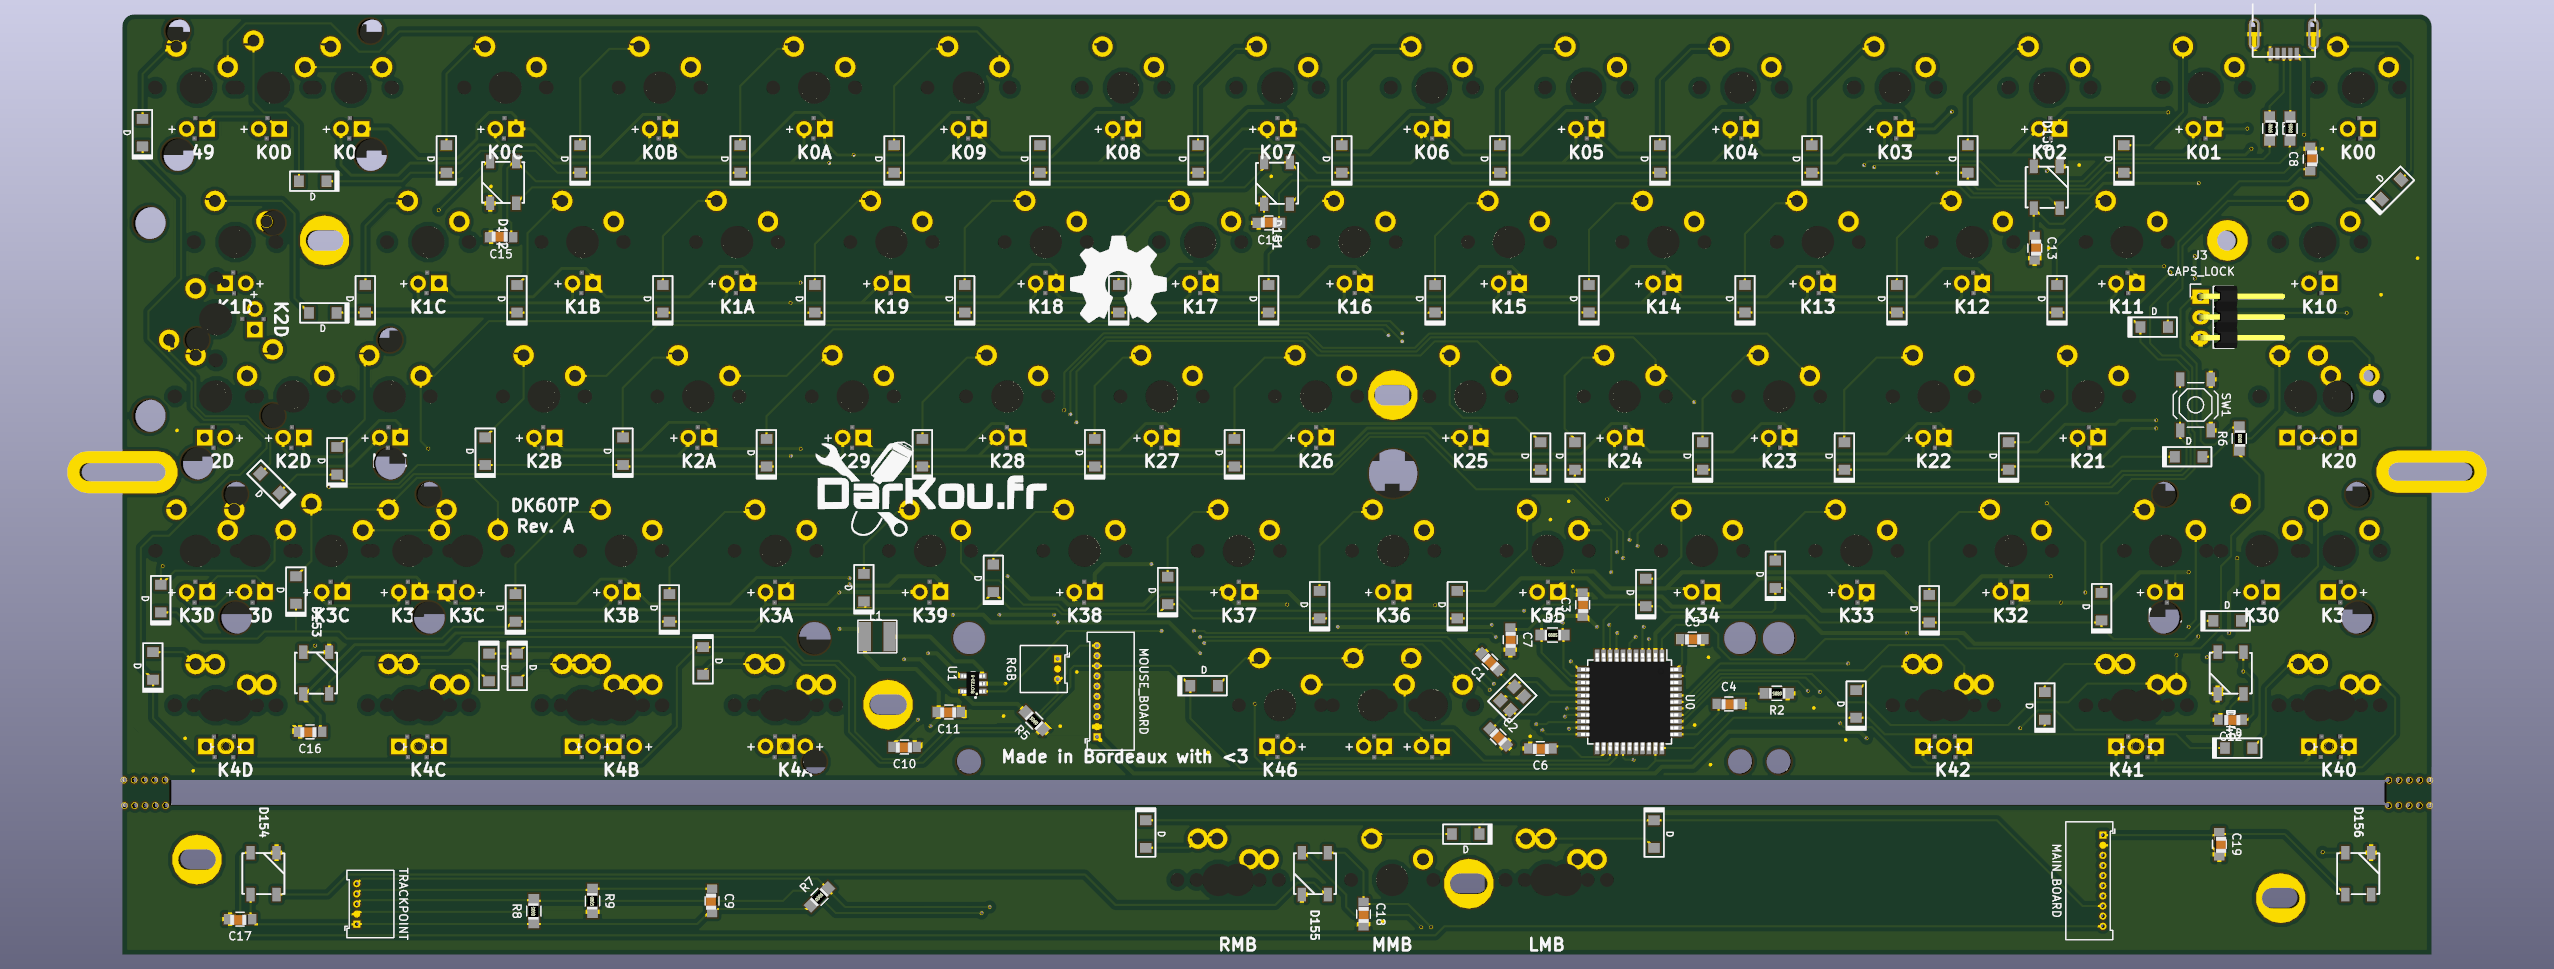 49 K0D K0 K0C K0B K0A K09 K08 K07 K06 K05 K04 K03 K02 K01 C8 K00
C15 C13
J3
CAPS_LOCK
K1D K1C K1B K1A K19 K18 K17 K16 K15 K14 K13 K12 K11 K10
K2D
SW1
R6
2D K2D K2B K2A K29 K28 K27 K26 K25 K24 K23 K22 K21 K20
DarKou.fr
DK60TP
Rev. A
K3D 3D K3C K3 K3C K3B K3A K39 K38 K37 K36 K35 K34 K33 K32 K30 K3
U1 RGB MOUSE_BOARD C1 C7 U0 C4 R2
C16 C11 R5 C10 C6
Made in Bordeaux with <3
K4D K4C K4B K4A K46 K42 K41 K40
D154 D156
TRACKPOINT R8 R9 C9 R7 MAIN_BOARD C19
C17 D155 C18
RMB MMB LMB